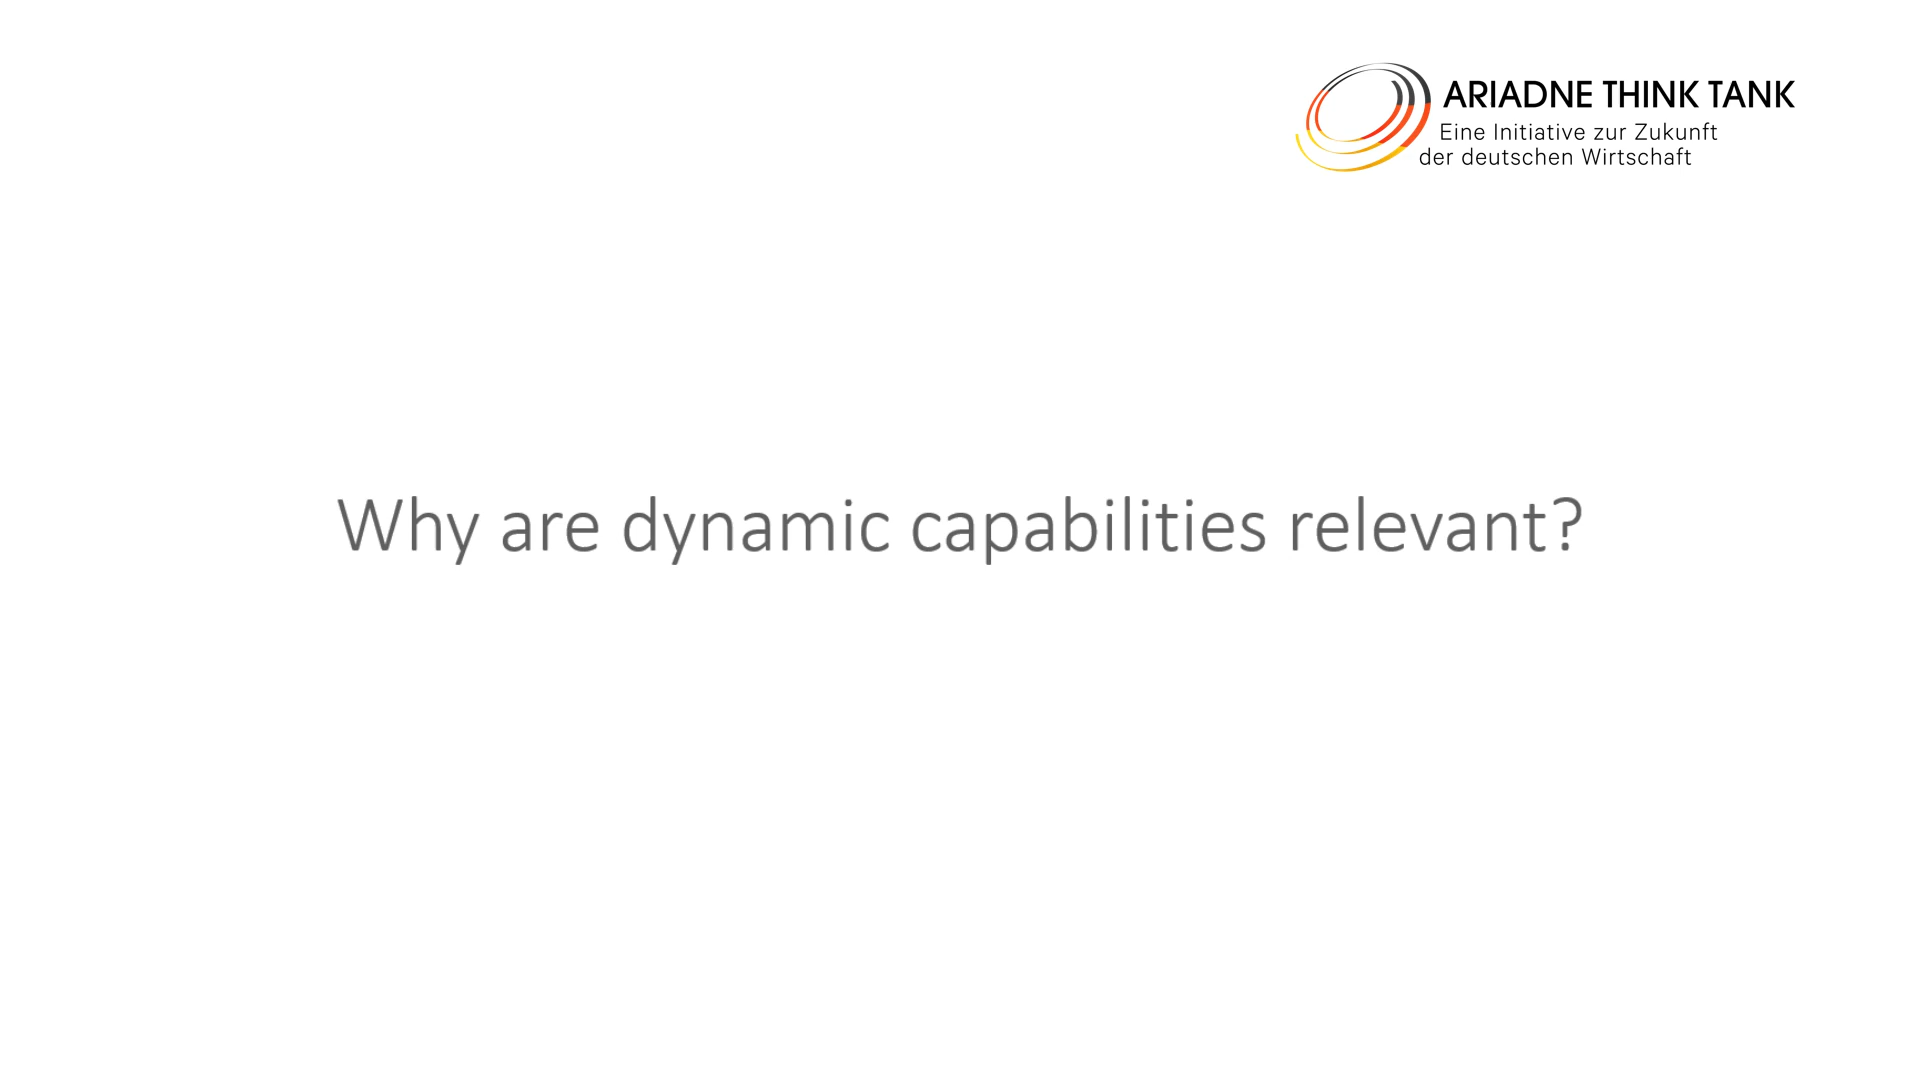 ARIADNE THINK TANK
Eine Initiative zur Zukunft
der deutschen Wirtschaft
Why are dynamic capabilities relevant?